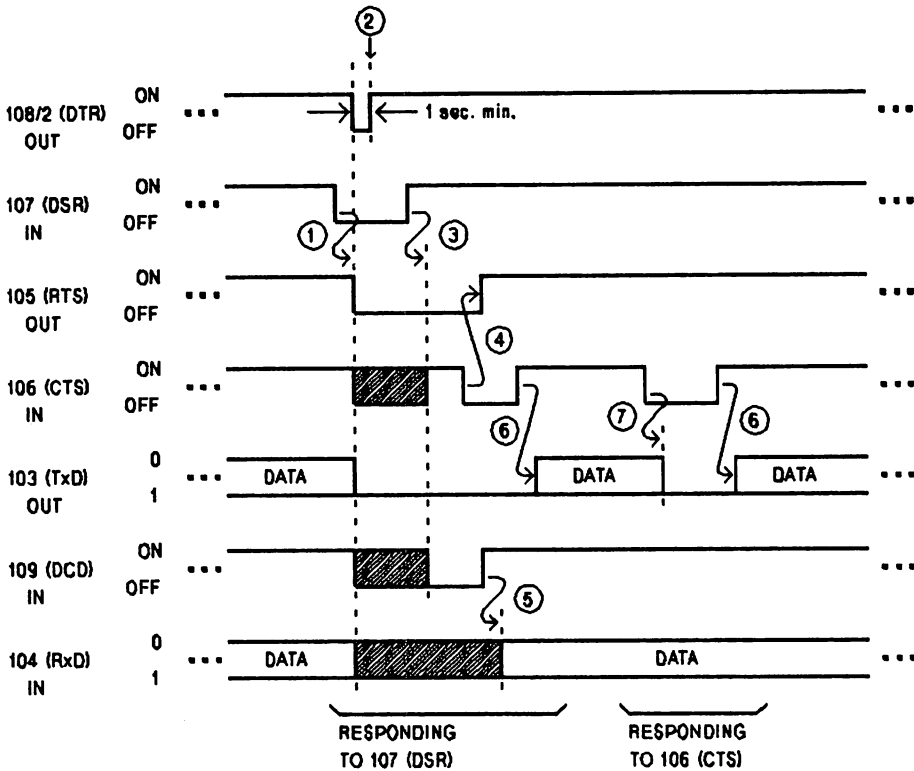 ②
108/2 (DTR)
OUT
ON
OFF
1 sec. min.
107 (DSR)
IN
ON
OFF
①
③
105 (RTS)
OUT
ON
OFF
④
106 (CTS)
IN
ON
OFF
⑥
⑦
⑥
103 (TxD)
OUT
0
1
DATA
DATA
DATA
109 (DCD)
IN
ON
OFF
⑤
104 (RxD)
IN
0
1
DATA
DATA
RESPONDING
TO 107 (DSR)
RESPONDING
TO 106 (CTS)